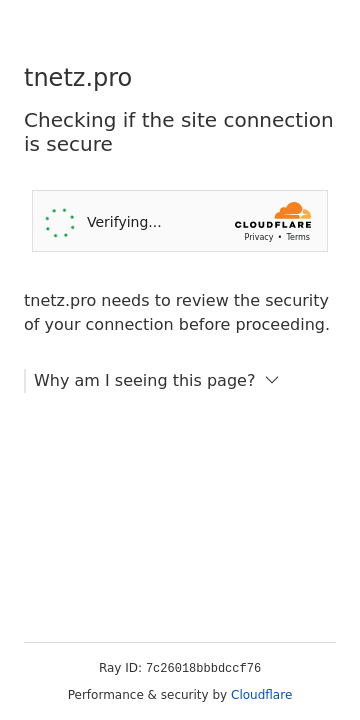 tnetz.pro
Checking if the site connection
is secure
Verifying...
CLOUDFLARE
Privacy • Terms
tnetz.pro needs to review the security
of your connection before proceeding.
Why am I seeing this page?
Ray ID: 7c26018bbbdccf76
Performance & security by Cloudflare